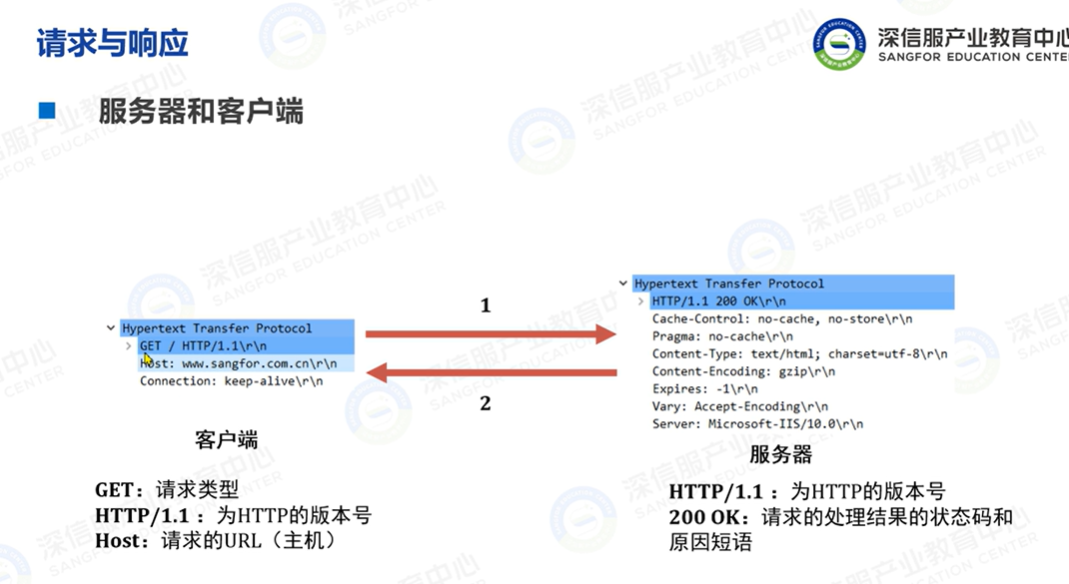 请求与响应
深信服产业教育中心
SANGFOR EDUCATION CENTE
服务器和客户端
1
2
Hypertext Transfer Protocol
GET / HTTP/1.1\r\n
Host: www.sangfor.com.cn\r\n
Connection: keep-alive\r\n
客户端
GET：请求类型
HTTP/1.1：为HTTP的版本号
Host：请求的URL（主机）
Hypertext Transfer Protocol
HTTP/1.1 200 OK\r\n
Cache-Control: no-cache, no-store\r\n
Pragma: no-cache\r\n
Content-Type: text/html; charset=utf-8\r\n
Content-Encoding: gzip\r\n
Expires: -1\r\n
Vary: Accept-Encoding\r\n
Server: Microsoft-IIS/10.0\r\n
服务器
HTTP/1.1：为HTTP的版本号
200 OK：请求的处理结果的状态码和
原因短语